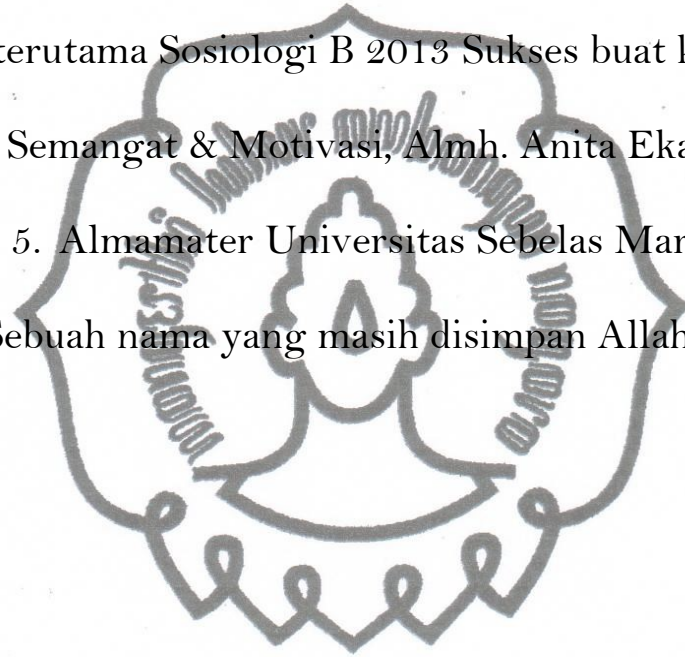 terutama Sosiologi B 2013 Sukses buat k
Semangat & Motivasi, Almh. Anita Eka
5. Almamater Universitas Sebelas Mar
Sebuah nama yang masih disimpan Allah